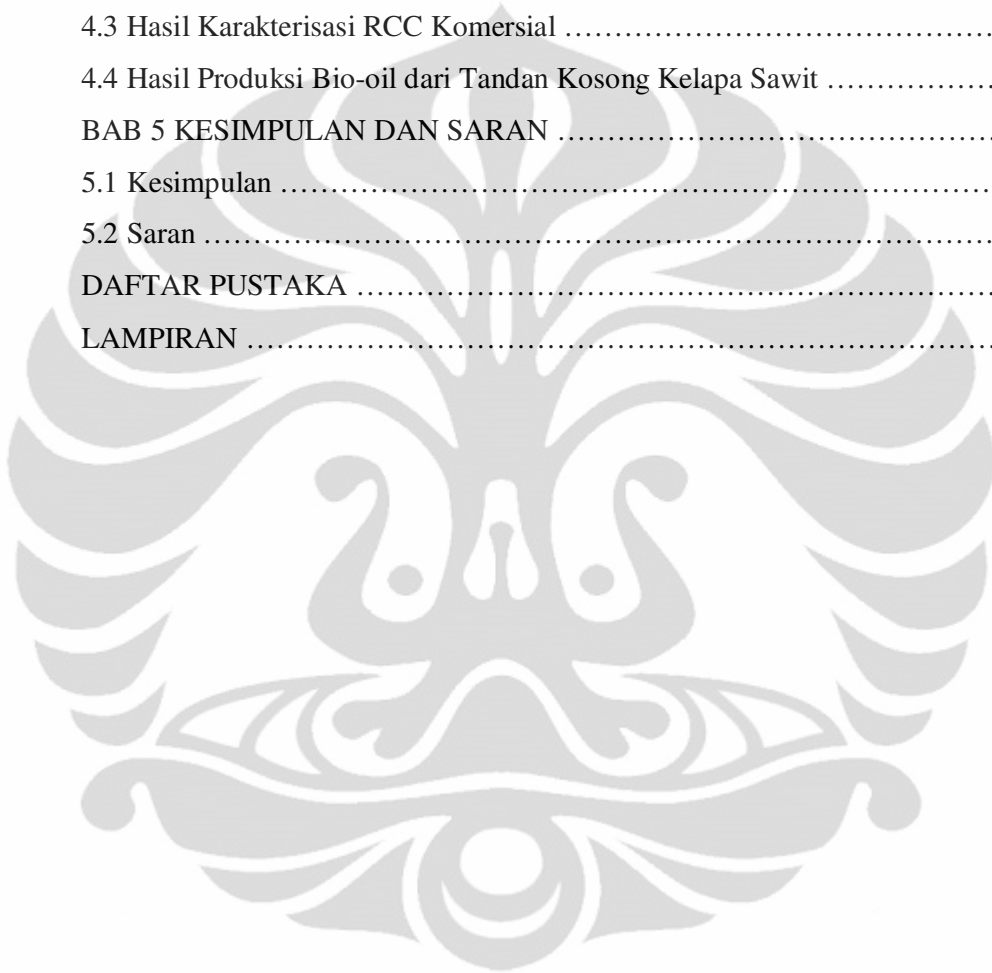 4.3 Hasil Karakterisasi RCC Komersial ………………………………………
4.4 Hasil Produksi Bio-oil dari Tandan Kosong Kelapa Sawit ………………
BAB 5 KESIMPULAN DAN SARAN ………………………………………
5.1 Kesimpulan ……………………………………………………………………
5.2 Saran ……………………………………………………………………………
DAFTAR PUSTAKA ……………………………………………………………
LAMPIRAN ………………………………………………………………………